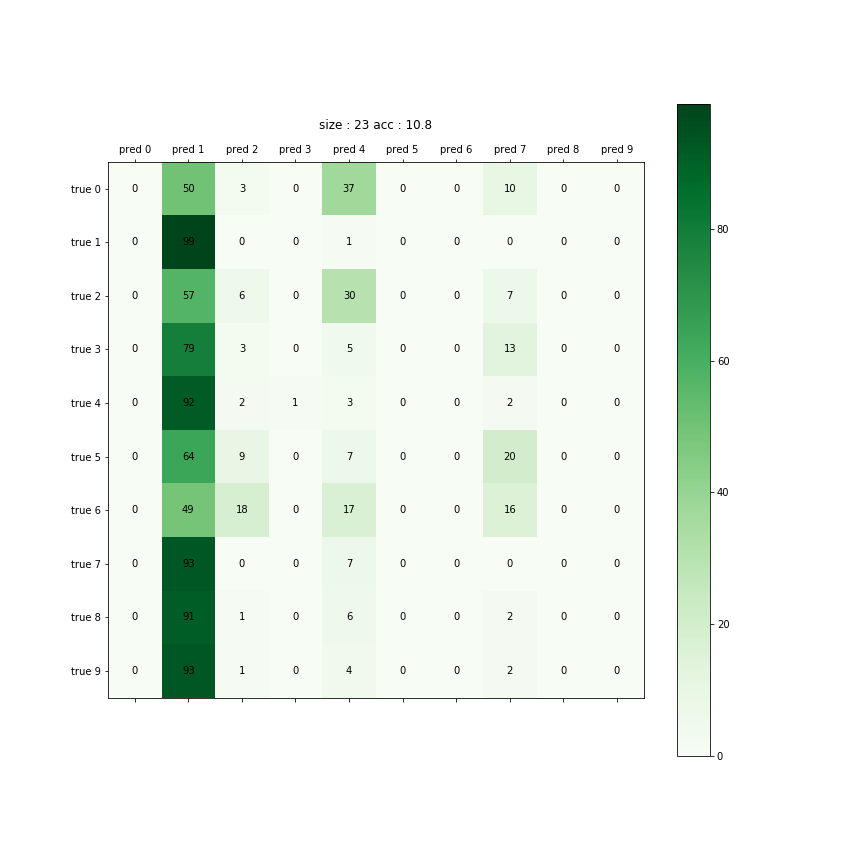 size : 23 acc : 10.8
pred 0 pred 1 pred 2 pred 3 pred 4 pred 5 pred 6 pred 7 pred 8 pred 9
true 0 0 50 3 0 37 0 0 10 0 0
true 1 0 99 0 0 1 0 0 0 0 0
true 2 0 57 6 0 30 0 0 7 0 0
true 3 0 79 3 0 5 0 0 13 0 0
true 4 0 92 2 1 3 0 0 2 0 0
true 5 0 64 9 0 7 0 0 20 0 0
true 6 0 49 18 0 17 0 0 16 0 0
true 7 0 93 0 0 7 0 0 0 0 0
true 8 0 91 1 0 6 0 0 2 0 0
true 9 0 93 1 0 4 0 0 2 0 0
80
60
40
20
0